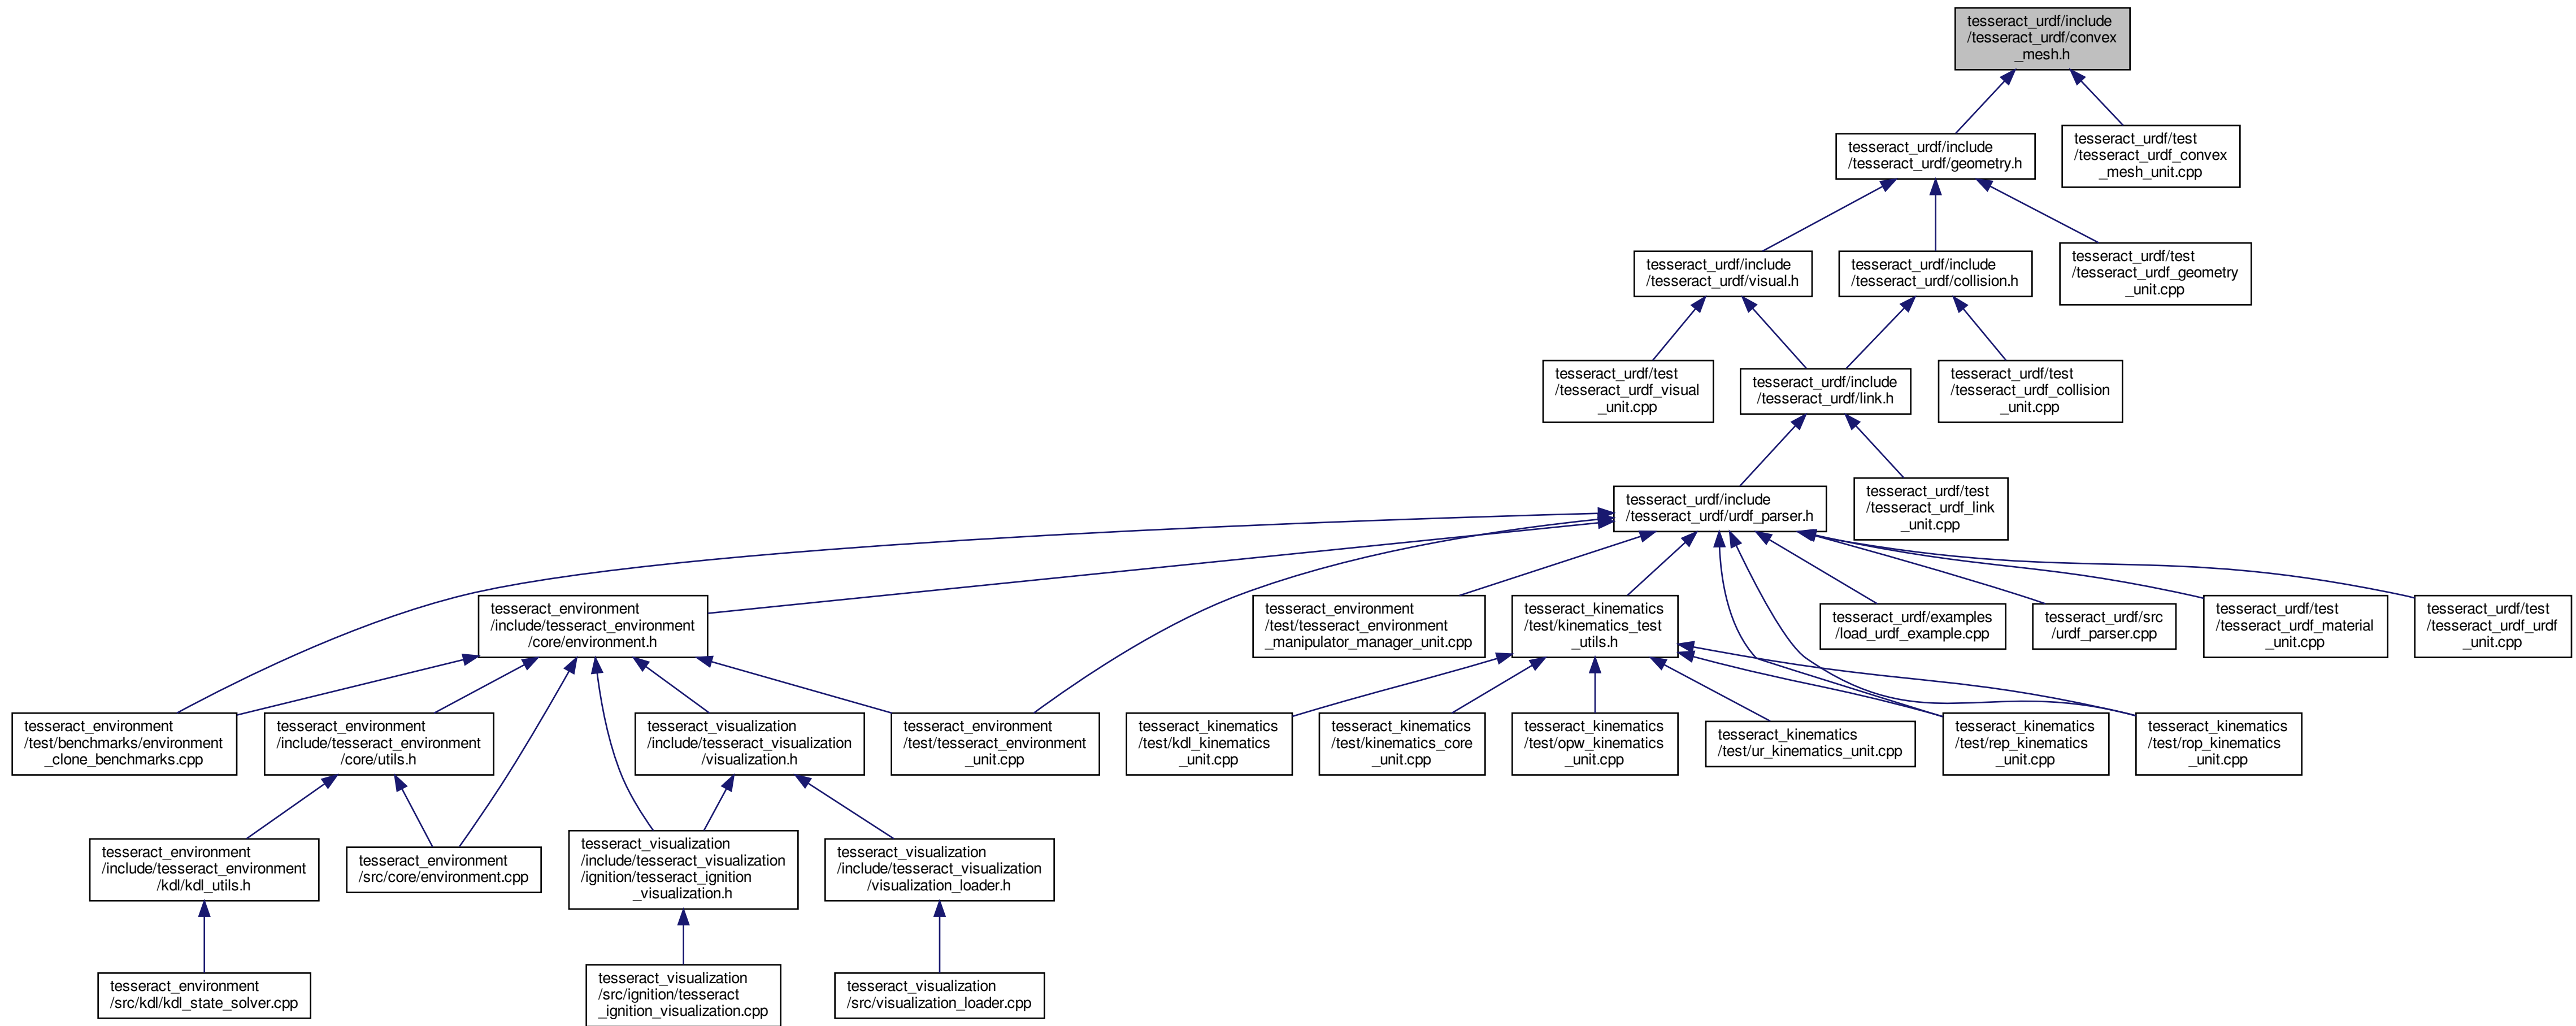 tesseract_urdf/include
/tesseract_urdf/convex
_mesh.h
tesseract_urdf/include
/tesseract_urdf/geometry.h
tesseract_urdf/test
/tesseract_urdf_convex
_mesh_unit.cpp
tesseract_urdf/include
/tesseract_urdf/visual.h
tesseract_urdf/include
/tesseract_urdf/collision.h
tesseract_urdf/test
/tesseract_urdf_geometry
_unit.cpp
tesseract_urdf/test
/tesseract_urdf_visual
_unit.cpp
tesseract_urdf/include
/tesseract_urdf/link.h
tesseract_urdf/test
/tesseract_urdf_collision
_unit.cpp
tesseract_urdf/include
/tesseract_urdf/urdf_parser.h
tesseract_urdf/test
/tesseract_urdf_link
_unit.cpp
tesseract_environment
/include/tesseract_environment
/core/environment.h
tesseract_environment
/test/tesseract_environment
_manipulator_manager_unit.cpp
tesseract_kinematics
/test/kinematics_test
_utils.h
tesseract_urdf/examples
/load_urdf_example.cpp
tesseract_urdf/src
/urdf_parser.cpp
tesseract_urdf/test
/tesseract_urdf_material
_unit.cpp
tesseract_urdf/test
/tesseract_urdf_urdf
_unit.cpp
tesseract_environment
/test/benchmarks/environment
_clone_benchmarks.cpp
tesseract_environment
/include/tesseract_environment
/core/utils.h
tesseract_visualization
/include/tesseract_visualization
/visualization.h
tesseract_environment
/test/tesseract_environment
_unit.cpp
tesseract_kinematics
/test/kdl_kinematics
_unit.cpp
tesseract_kinematics
/test/kinematics_core
_unit.cpp
tesseract_kinematics
/test/opw_kinematics
_unit.cpp
tesseract_kinematics
/test/ur_kinematics_unit.cpp
tesseract_kinematics
/test/rep_kinematics
_unit.cpp
tesseract_kinematics
/test/rop_kinematics
_unit.cpp
tesseract_environment
/include/tesseract_environment
/kdl/kdl_utils.h
tesseract_environment
/src/core/environment.cpp
tesseract_visualization
/include/tesseract_visualization
/ignition/tesseract_ignition
_visualization.h
tesseract_visualization
/include/tesseract_visualization
/visualization_loader.h
tesseract_environment
/src/kdl/kdl_state_solver.cpp
tesseract_visualization
/src/ignition/tesseract
_ignition_visualization.cpp
tesseract_visualization
/src/visualization_loader.cpp